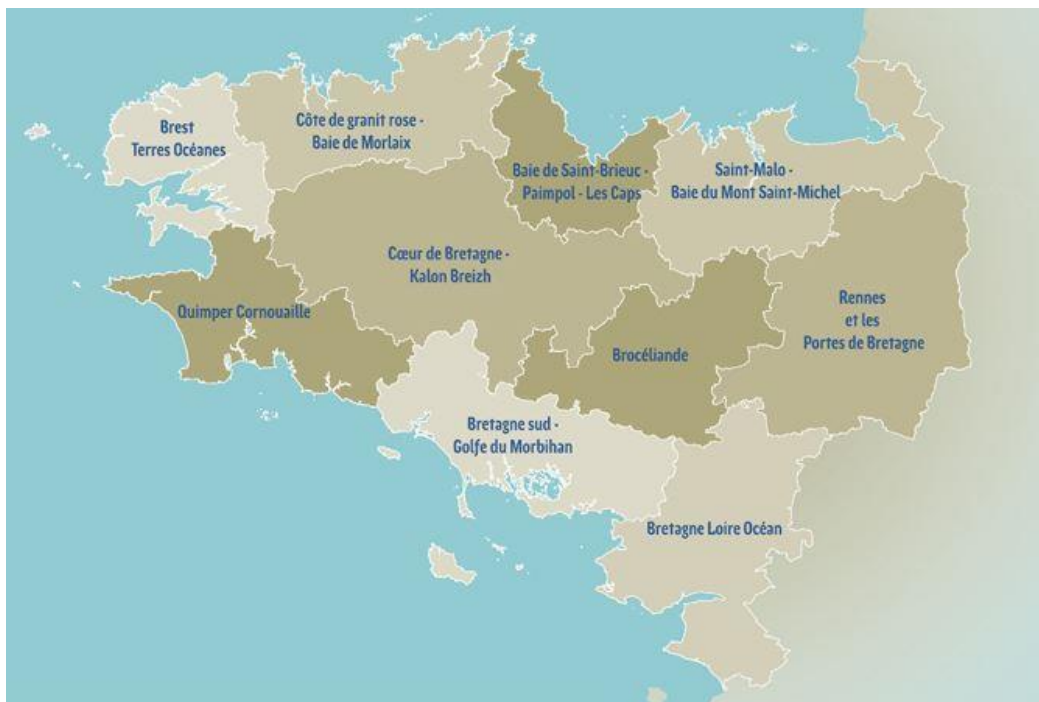 Brest
Terres Océanes
Côte de granit rose -
Baie de Morlaix
Baie de Saint-Brieuc -
Paimpol - Les Caps
Saint-Malo -
Baie du Mont Saint-Michel
Cœur de Bretagne -
Kalon Breizh
Quimper Cornouaille
Rennes
et les
Portes de Bretagne
Brocéliande
Bretagne sud -
Golfe du Morbihan
Bretagne Loire Océan